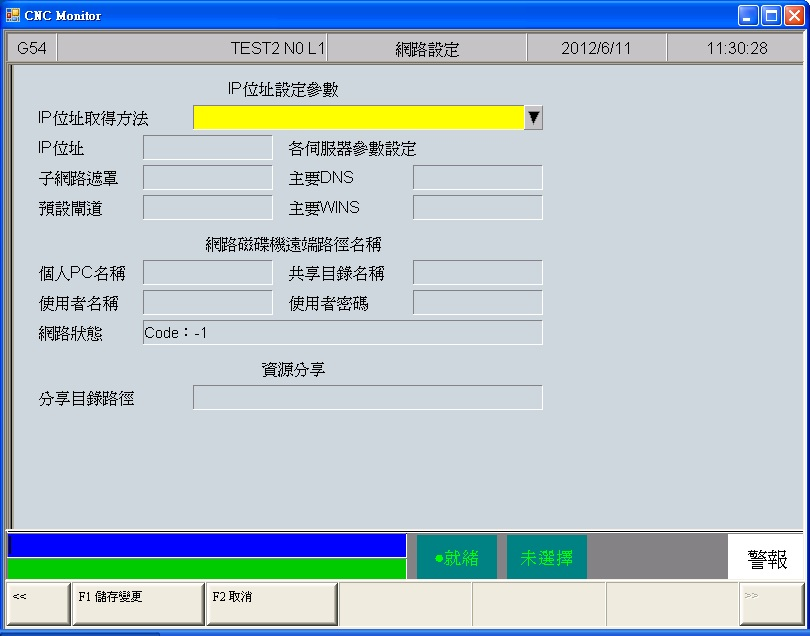 CNC Monitor
G54 TEST2 N0 L1 網路設定 2012/6/11 11:30:28
IP位址設定參數
IP位址取得方法
IP位址 各伺服器參數設定
子網路遮罩 主要DNS
預設閘道 主要WINS
網路磁碟機遠端路徑名稱
個人PC名稱 共享目錄名稱
使用者名稱 使用者密碼
網路狀態 Code：-1
資源分享
分享目錄路徑
●就緒 未選擇 警報
<< F1 儲存變更 F2 取消 >>